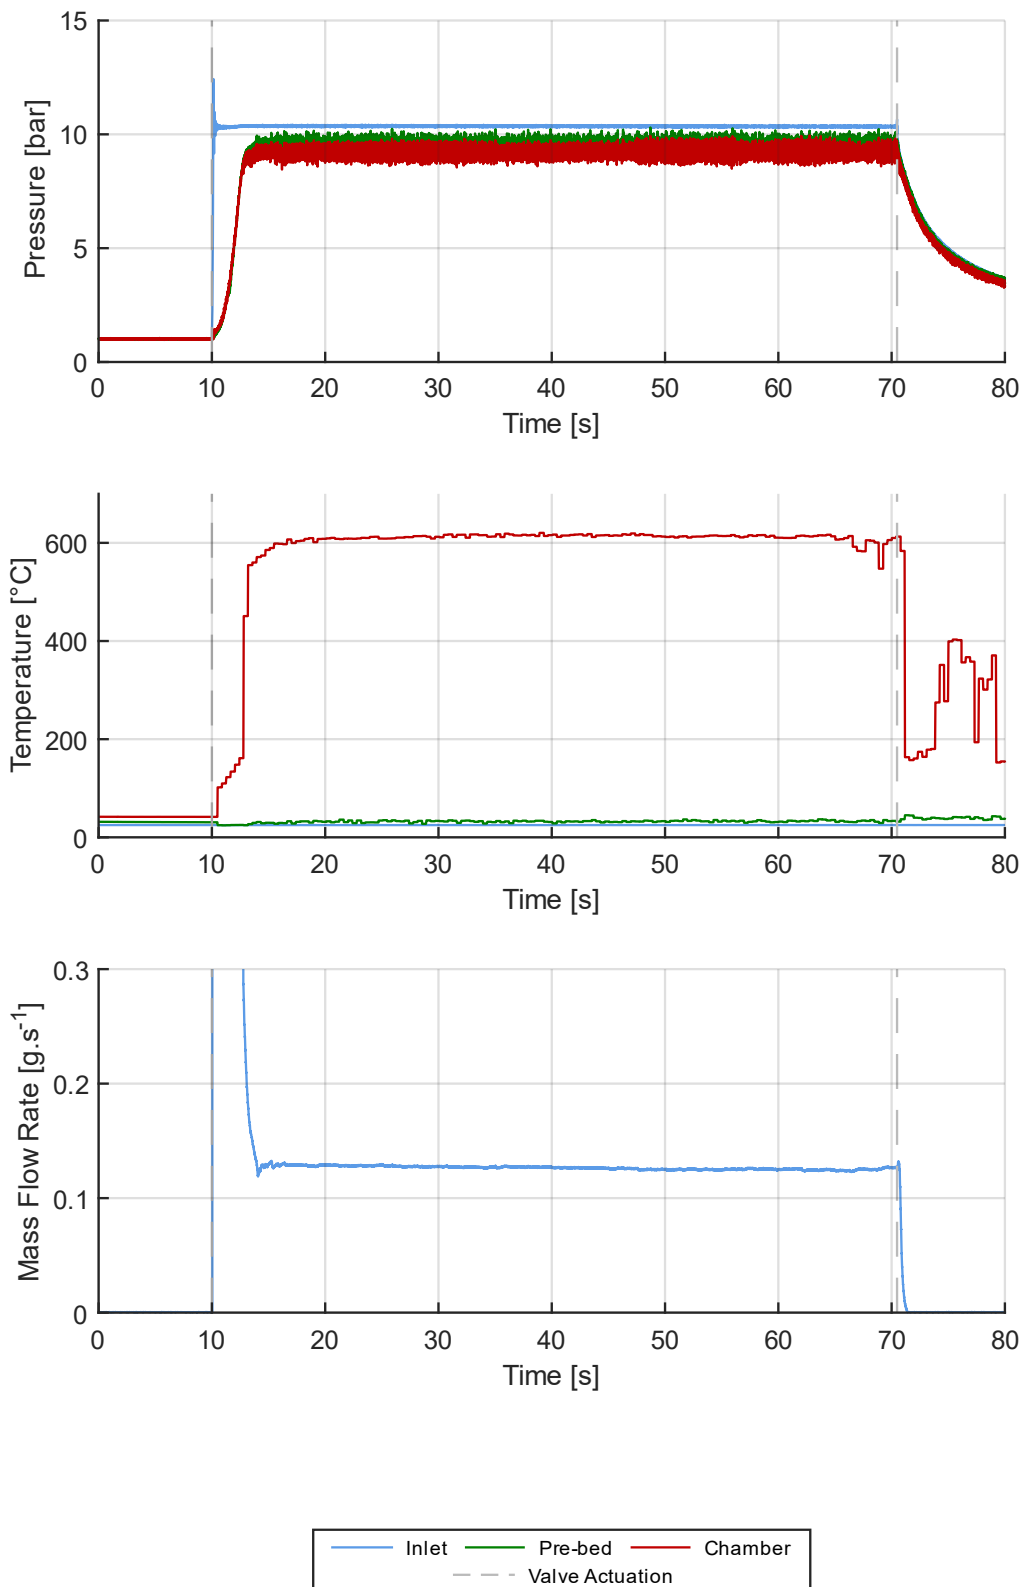 15
10
5
0
Pressure [bar]
0 10 20 30 40 50 60 70 80
Time [s]
600
400
200
0
Temperature [°C]
0 10 20 30 40 50 60 70 80
Time [s]
0.3
0.2
0.1
0
Mass Flow Rate [g.s⁻¹]
0 10 20 30 40 50 60 70 80
Time [s]
Inlet Pre-bed Chamber
Valve Actuation